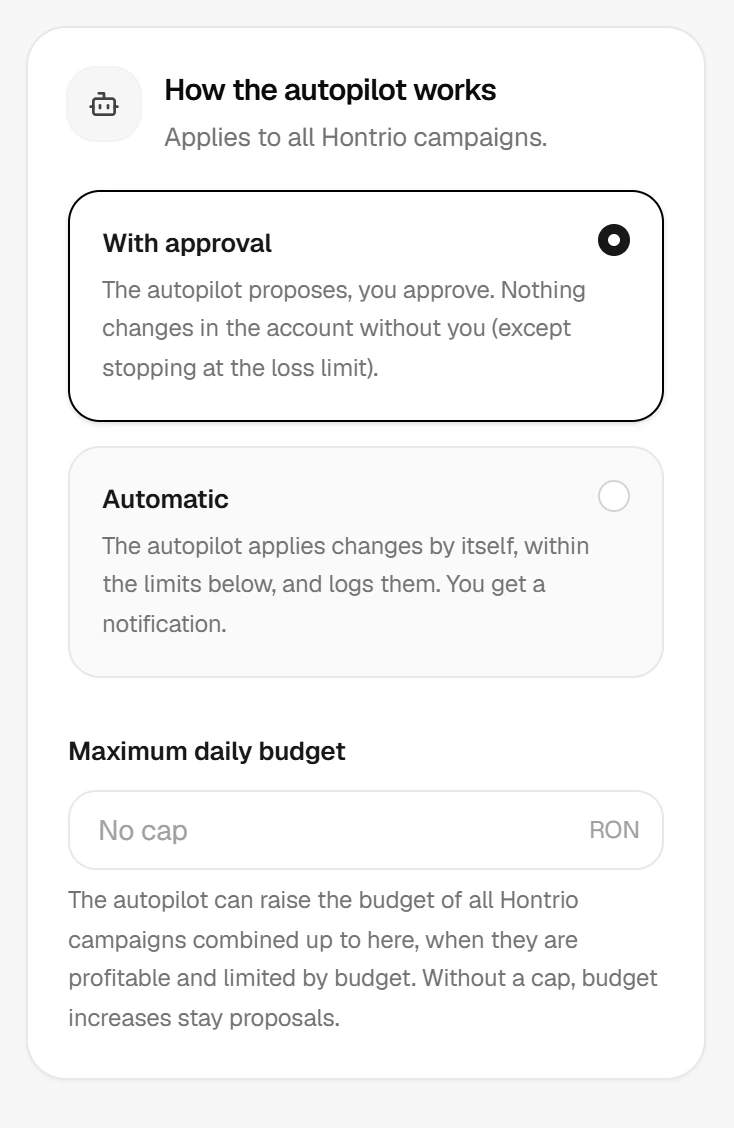 How the autopilot works
Applies to all Hontrio campaigns.
With approval
The autopilot proposes, you approve. Nothing
changes in the account without you (except
stopping at the loss limit).
Automatic
The autopilot applies changes by itself, within
the limits below, and logs them. You get a
notification.
Maximum daily budget
No cap RON
The autopilot can raise the budget of all Hontrio
campaigns combined up to here, when they are
profitable and limited by budget. Without a cap, budget
increases stay proposals.